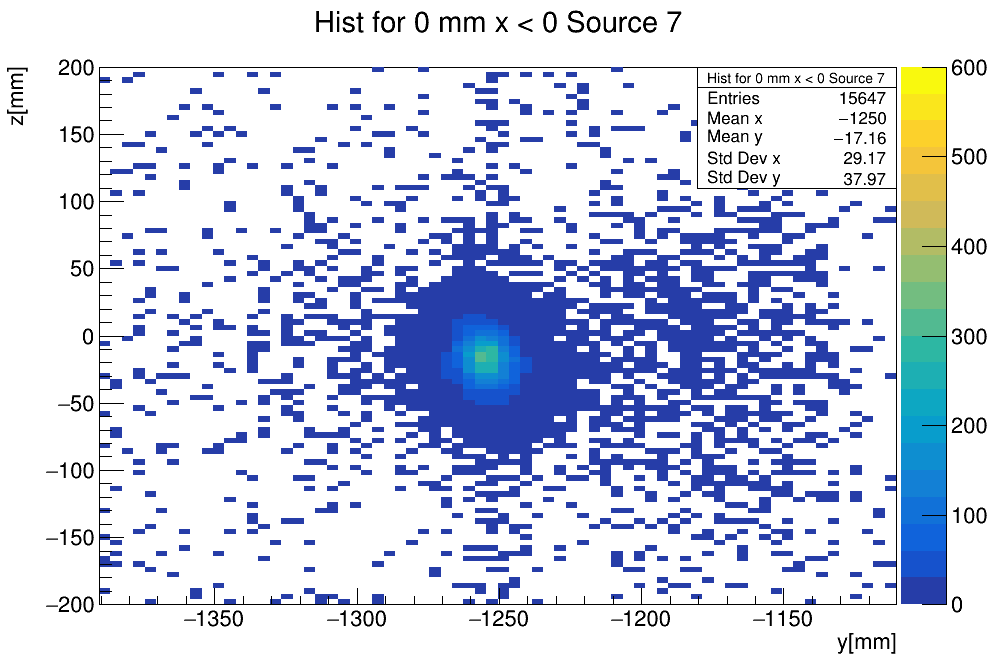 Hist for 0 mm x < 0 Source 7
z[mm]
200
150
100
50
0
−50
−100
−150
−200
Hist for 0 mm x < 0 Source 7
Entries 15647
Mean x −1250
Mean y −17.16
Std Dev x 29.17
Std Dev y 37.97
600
500
400
300
200
100
0
−1350 −1300 −1250 −1200 −1150
y[mm]